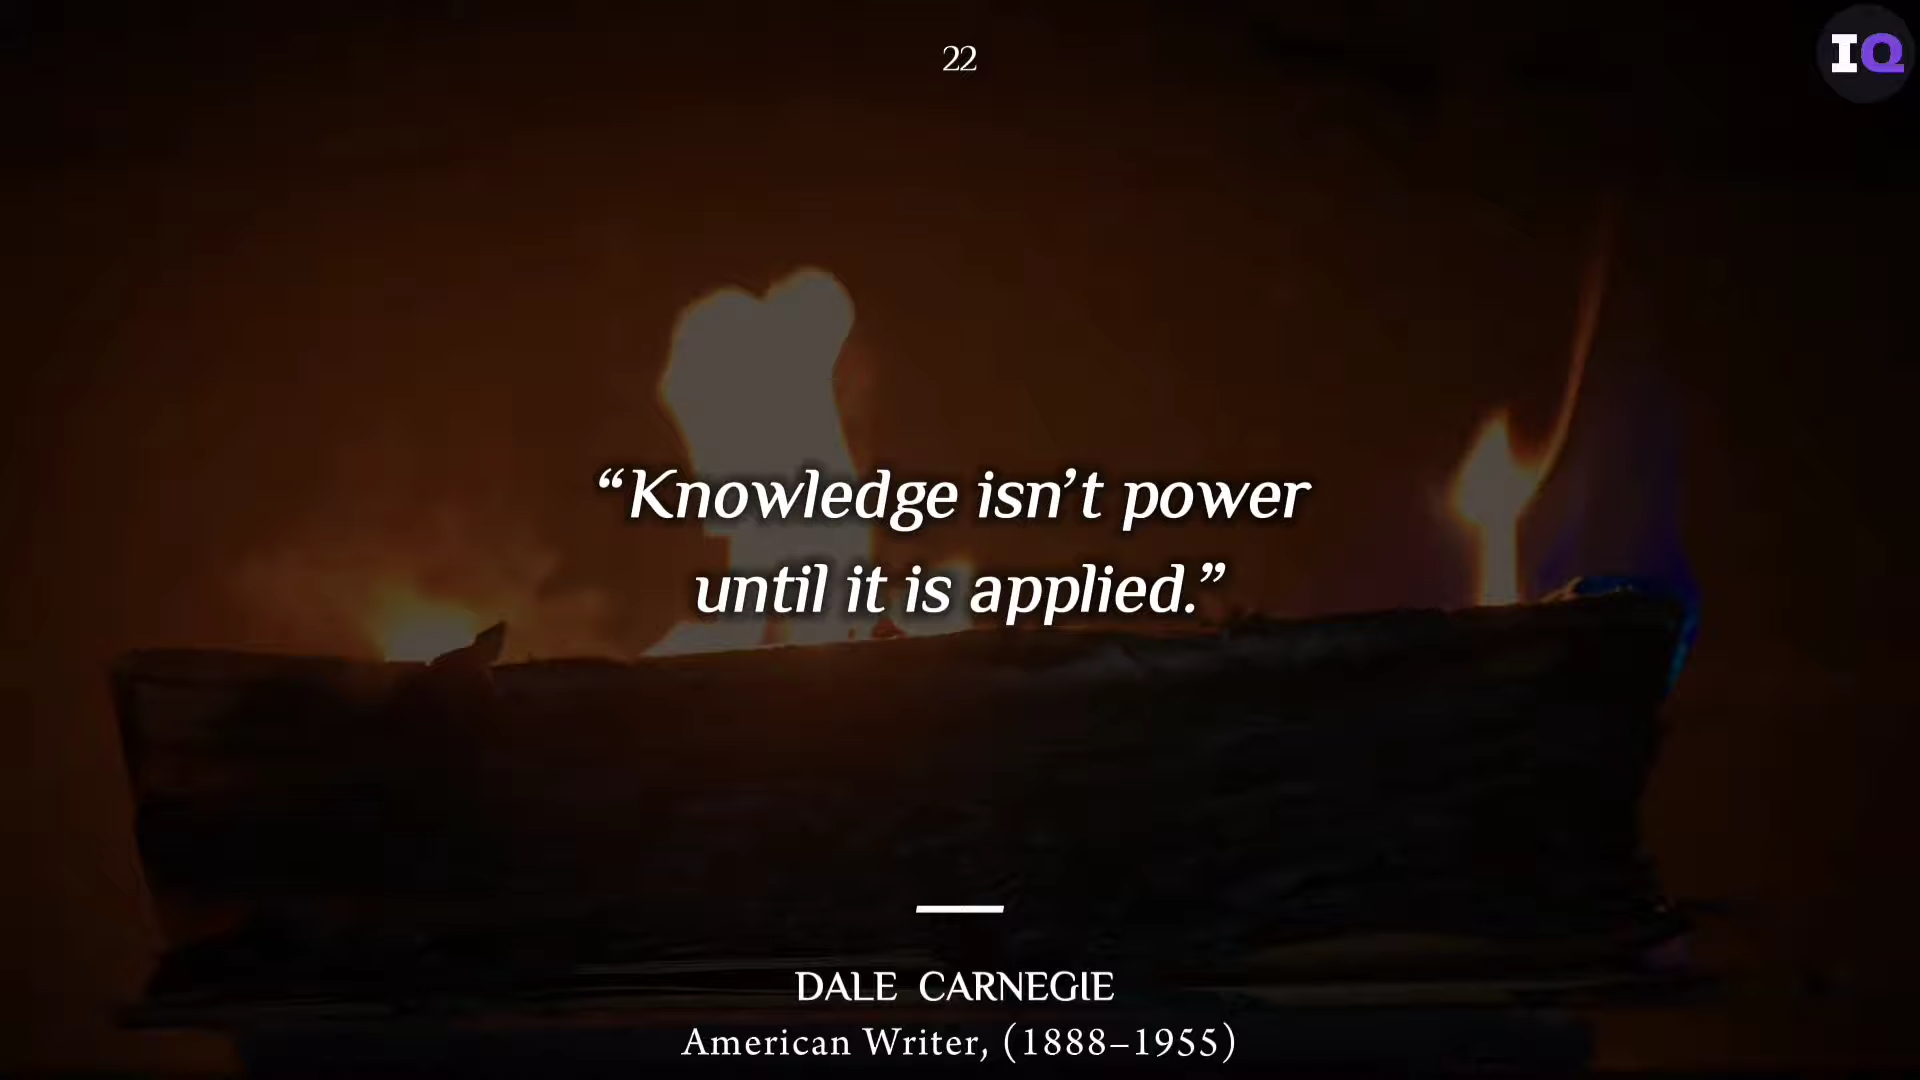 22
IQ
“Knowledge isn’t power
until it is applied.”
DALE CARNEGIE
American Writer, (1888–1955)